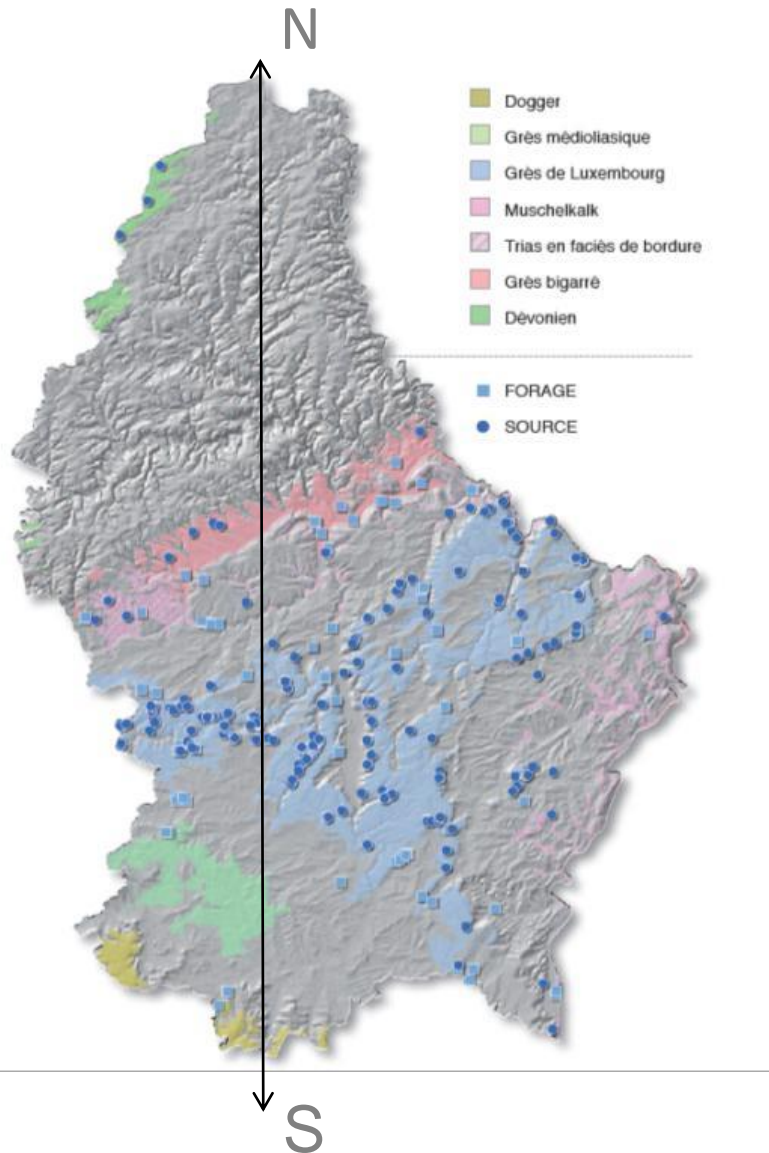 N
Dogger
Grès médioliasique
Grès de Luxembourg
Muschelkalk
Trias en faciès de bordure
Grès bigarré
Dévonien
FORAGE
SOURCE
S